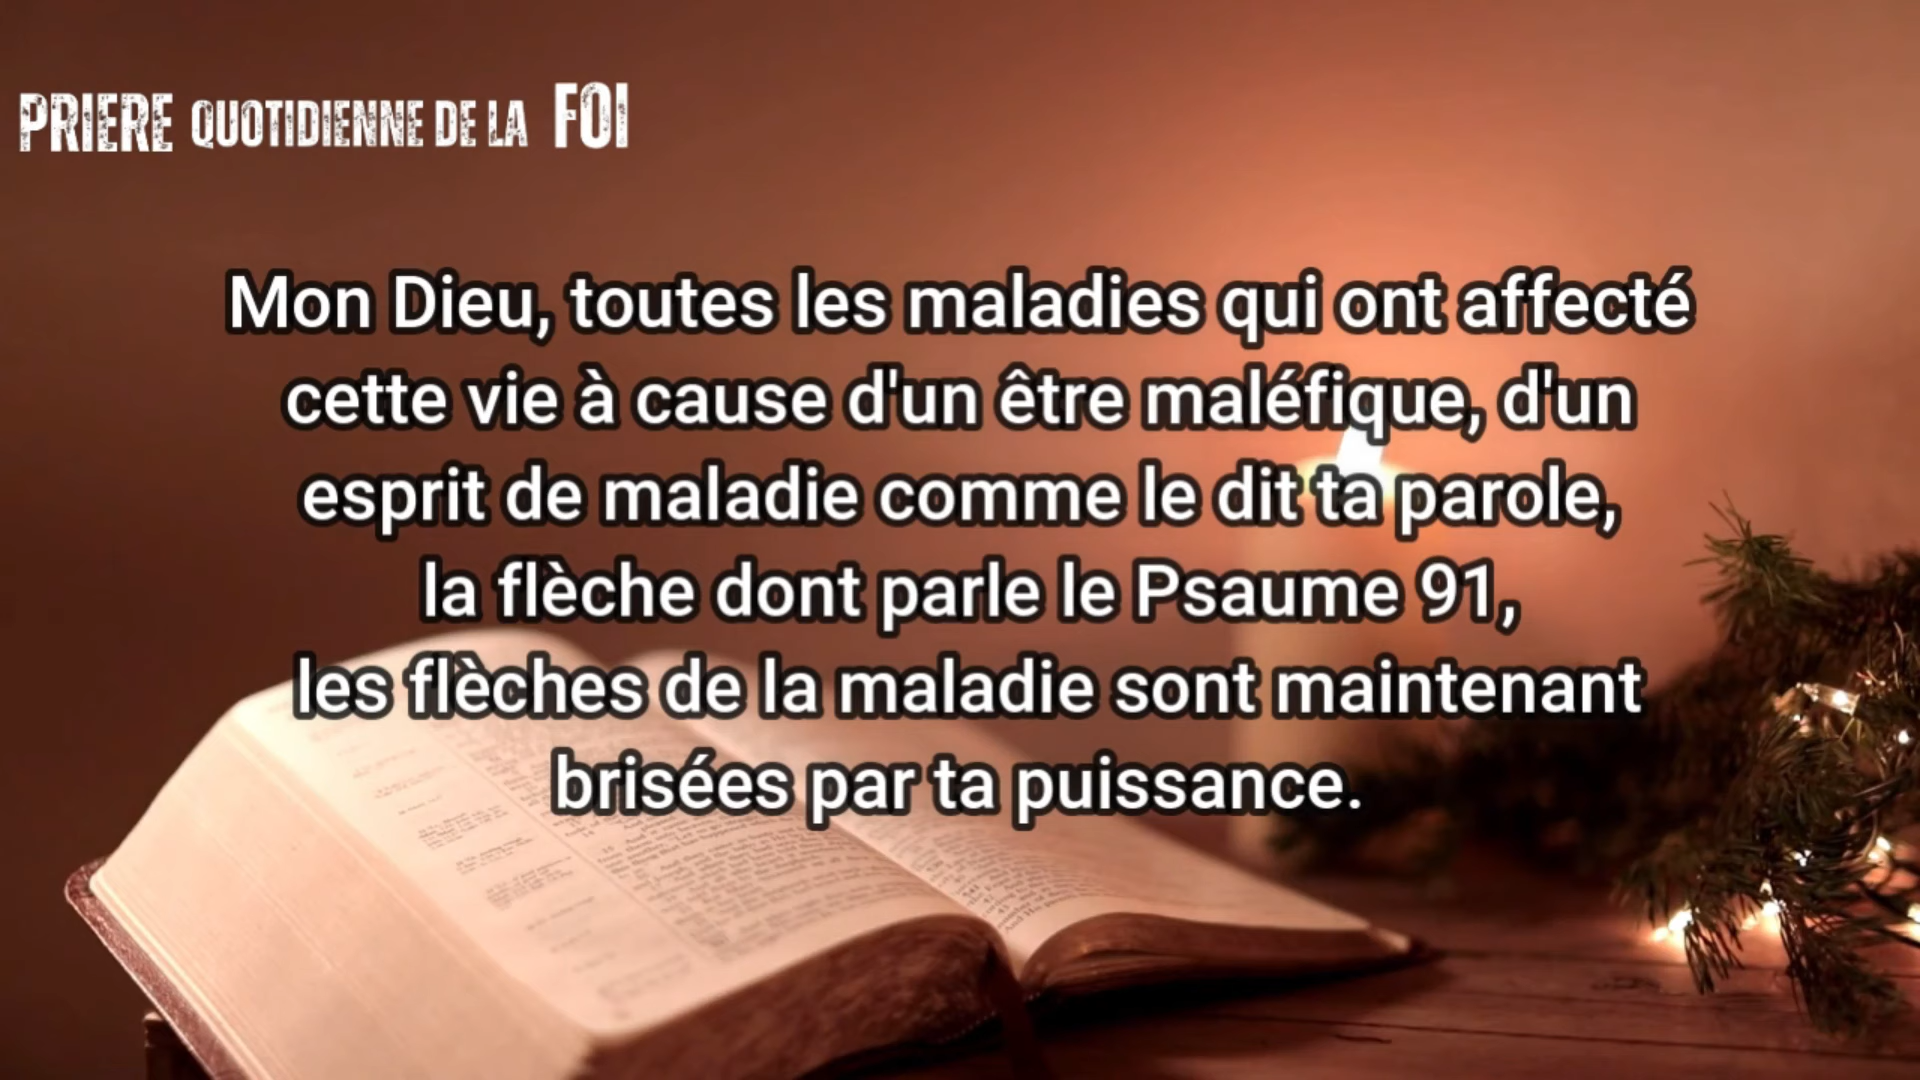 PRIERE QUOTIDIENNE DE LA FOI
Mon Dieu, toutes les maladies qui ont affecté
cette vie à cause d'un être maléfique, d'un
esprit de maladie comme le dit ta parole,
la flèche dont parle le Psaume 91,
les flèches de la maladie sont maintenant
brisées par ta puissance.